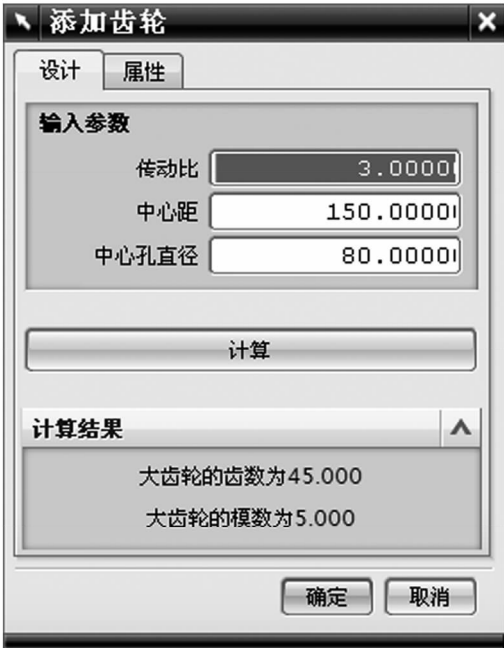 添加齿轮
设计 属性
输入参数
传动比 3.0000
中心距 150.0000
中心孔直径 80.0000
计算
计算结果
大齿轮的齿数为45.000
大齿轮的模数为5.000
确定 取消